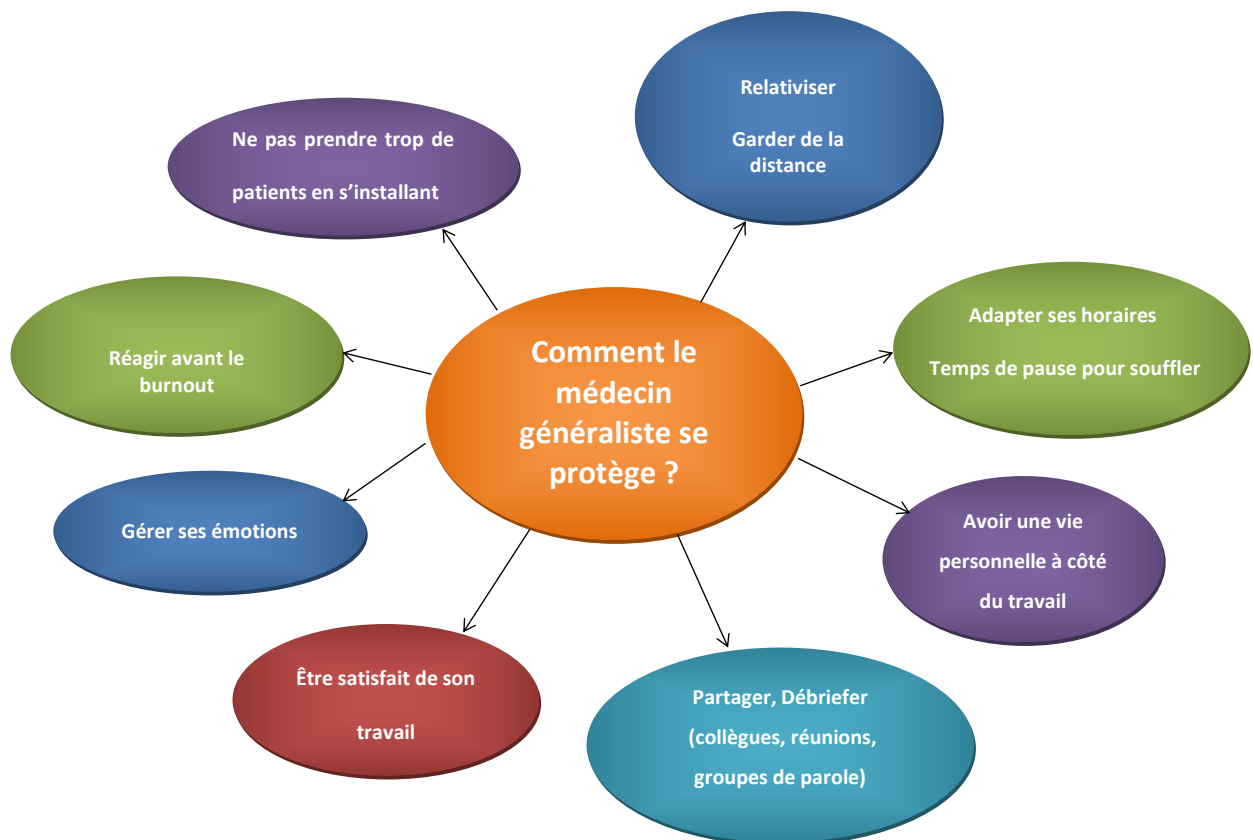 Relativiser
Garder de la
distance
Ne pas prendre trop de
patients en s’installant
Adapter ses horaires
Temps de pause pour souffler
Réagir avant le
burnout
Comment le
médecin
généraliste se
protège ?
Gérer ses émotions
Avoir une vie
personnelle à côté
du travail
Être satisfait de son
travail
Partager, Débriefer
(collègues, réunions,
groupes de parole)